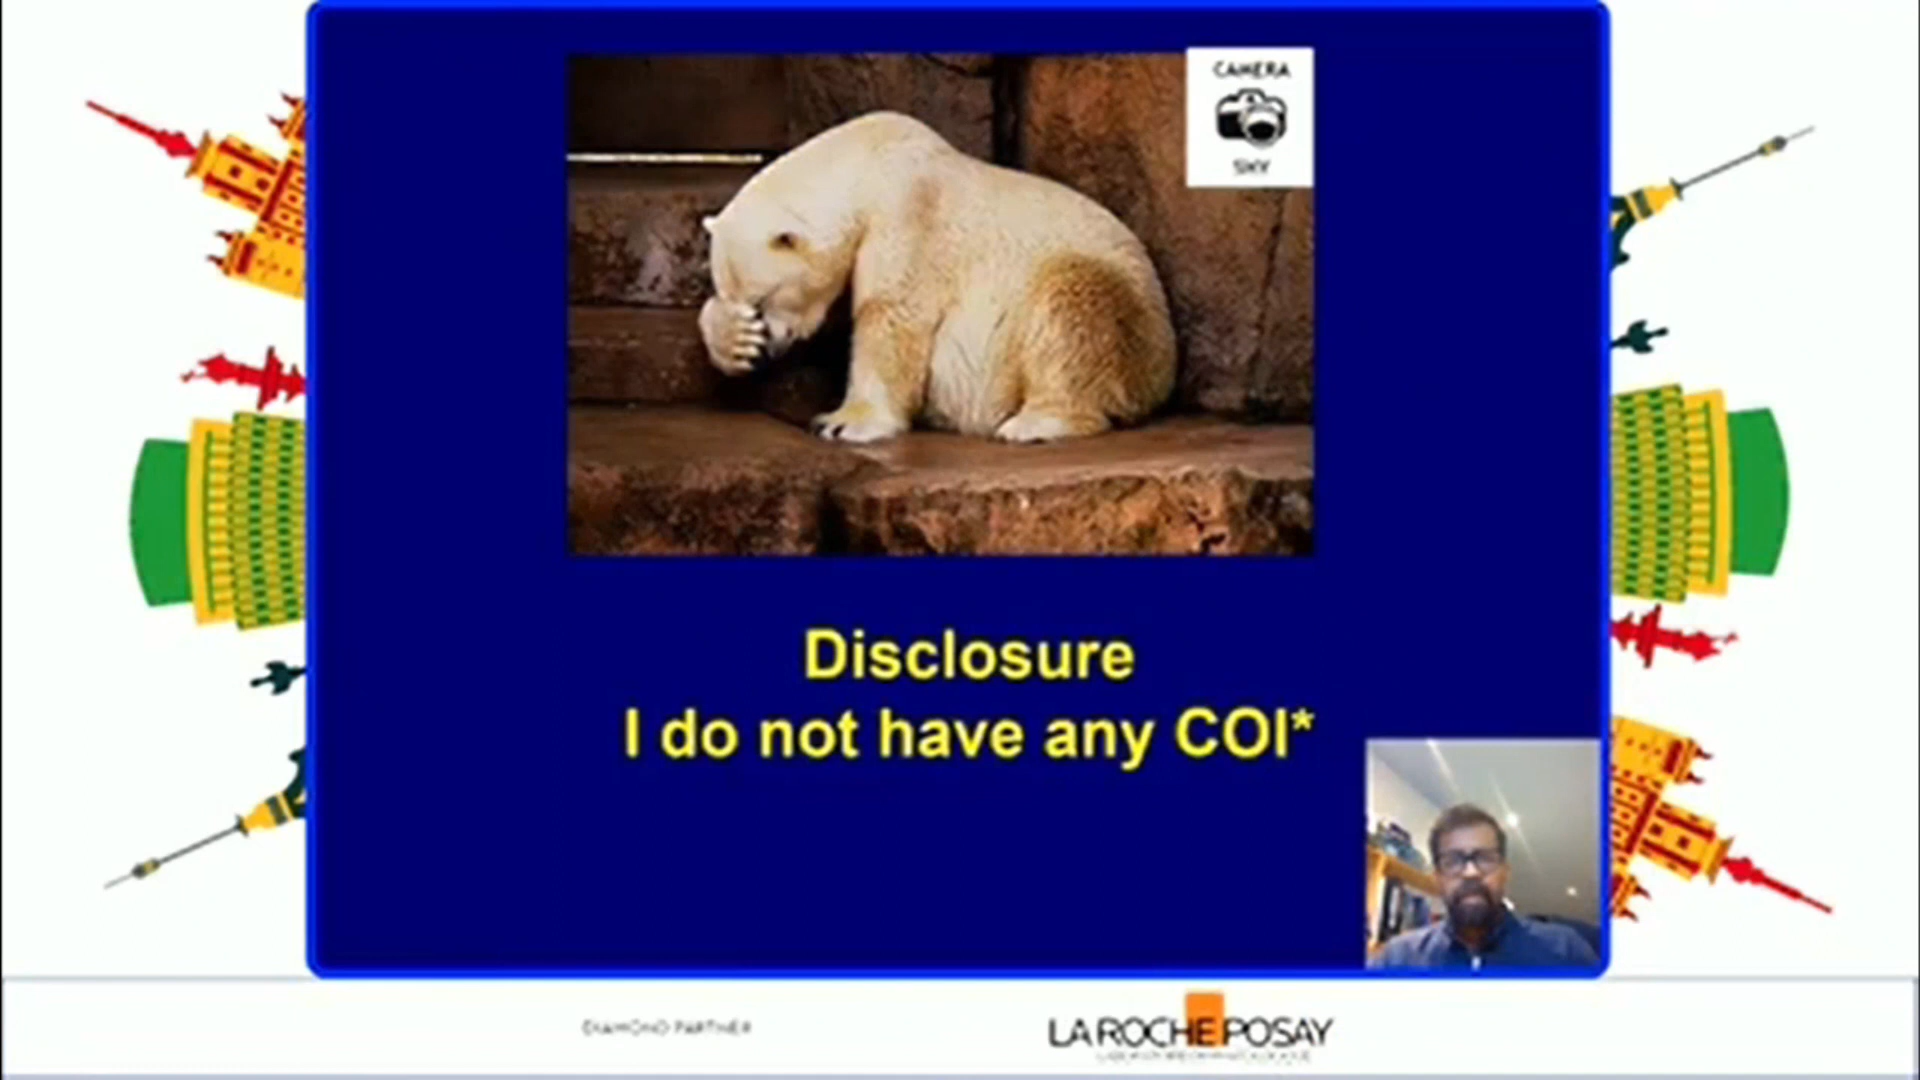 CAMERA
SHY
Disclosure
I do not have any COI*
DIAMOND PARTNER
LA ROCHE POSAY